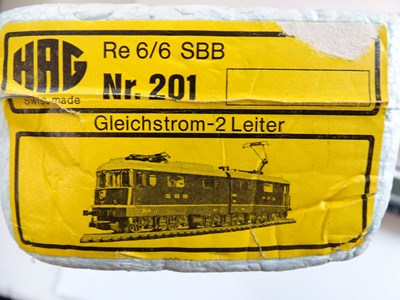 HAG
Swiss made
Re 6/6 SBB
Nr. 201
Gleichstrom-2 Leiter
SBB